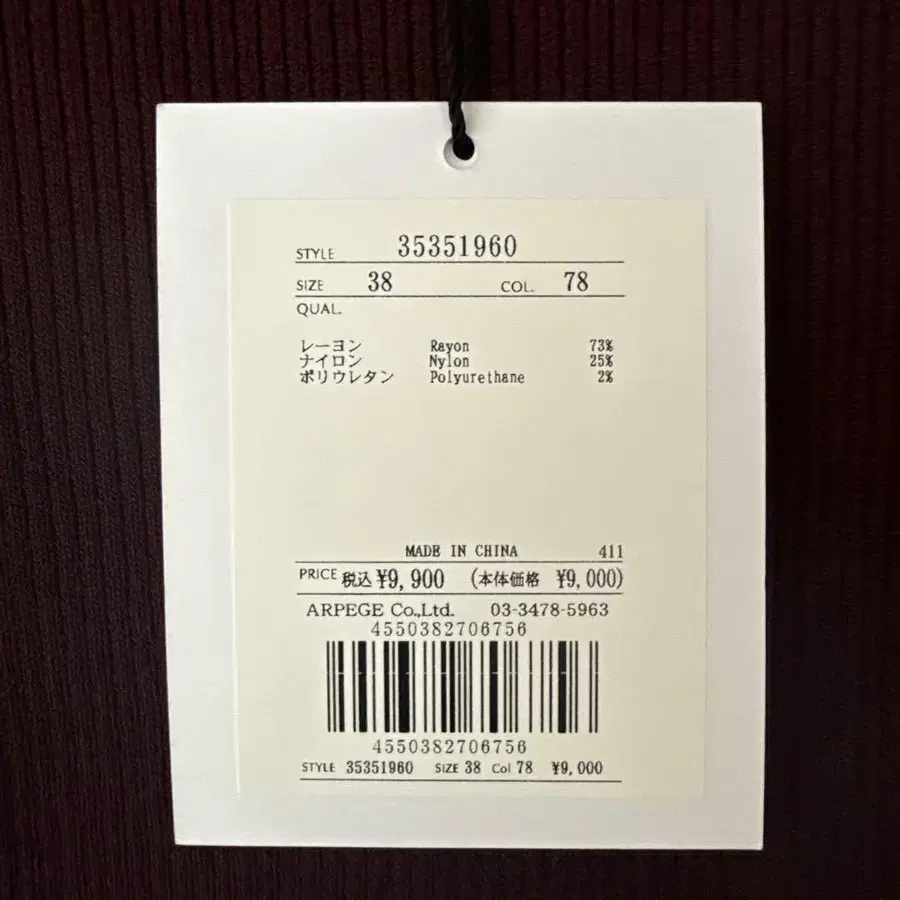 STYLE 35351960
SIZE 38 COL. 78
QUAL.
レーヨン Rayon 73%
ナイロン Nylon 25%
ポリウレタン Polyurethane 2%
MADE IN CHINA 411
PRICE 税込 ¥9,900 (本体価格 ¥9,000)
ARPEGE Co.,Ltd. 03-3478-5963
4550382706756
4550382706756
STYLE 35351960 SIZE 38 Col 78 ¥9,000